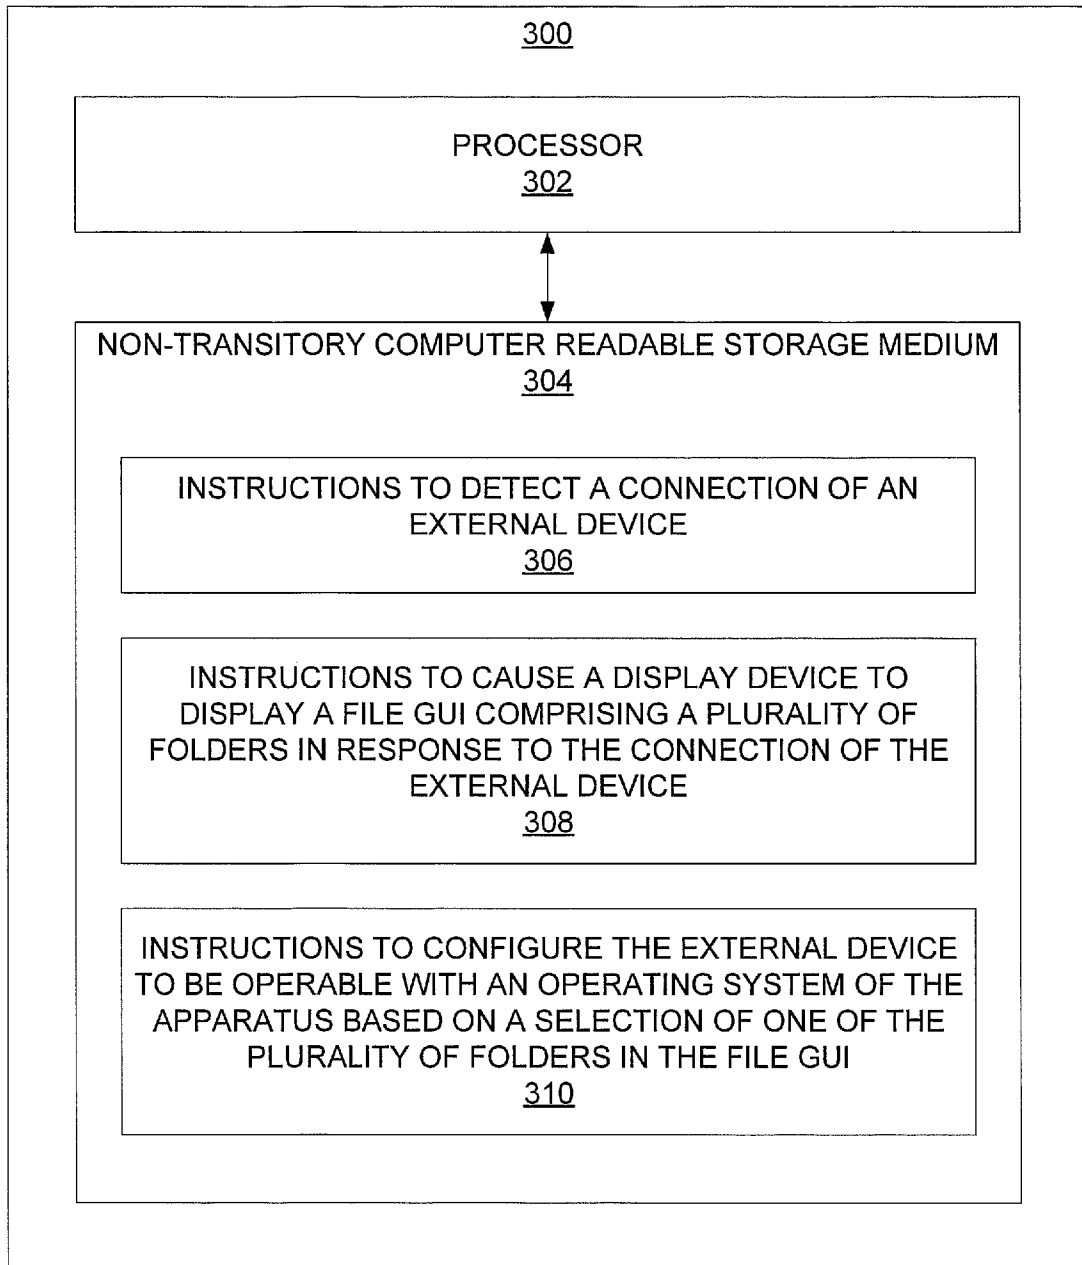 300
PROCESSOR
302
NON-TRANSITORY COMPUTER READABLE STORAGE MEDIUM
304
INSTRUCTIONS TO DETECT A CONNECTION OF AN
EXTERNAL DEVICE
306
INSTRUCTIONS TO CAUSE A DISPLAY DEVICE TO
DISPLAY A FILE GUI COMPRISING A PLURALITY OF
FOLDERS IN RESPONSE TO THE CONNECTION OF THE
EXTERNAL DEVICE
308
INSTRUCTIONS TO CONFIGURE THE EXTERNAL DEVICE
TO BE OPERABLE WITH AN OPERATING SYSTEM OF THE
APPARATUS BASED ON A SELECTION OF ONE OF THE
PLURALITY OF FOLDERS IN THE FILE GUI
310